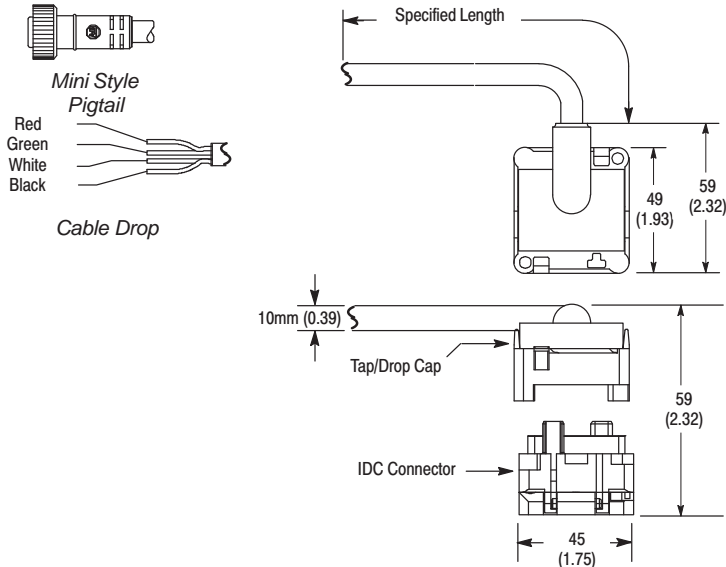 Specified Length
Mini Style
Pigtail
Red
Green
White
Black
Cable Drop
49
(1.93)
59
(2.32)
10mm (0.39)
Tap/Drop Cap
59
(2.32)
IDC Connector
45
(1.75)